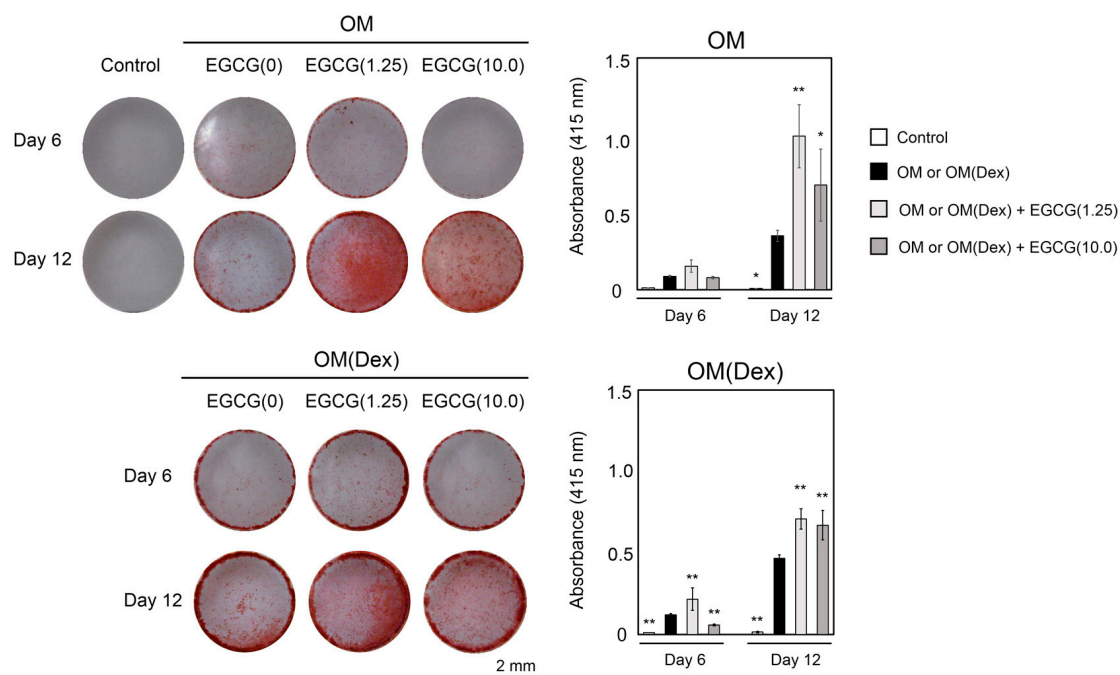 OM
Control EGCG(0) EGCG(1.25) EGCG(10.0)
Day 6
Day 12
OM(Dex)
EGCG(0) EGCG(1.25) EGCG(10.0)
Day 6
Day 12
2 mm
OM
Absorbance (415 nm)
1.5
1.0
0.5
0
**
*
*
Day 6 Day 12
Control
OM or OM(Dex)
OM or OM(Dex) + EGCG(1.25)
OM or OM(Dex) + EGCG(10.0)
OM(Dex)
Absorbance (415 nm)
1.5
1.0
0.5
0
** ** ** ** ** **
Day 6 Day 12